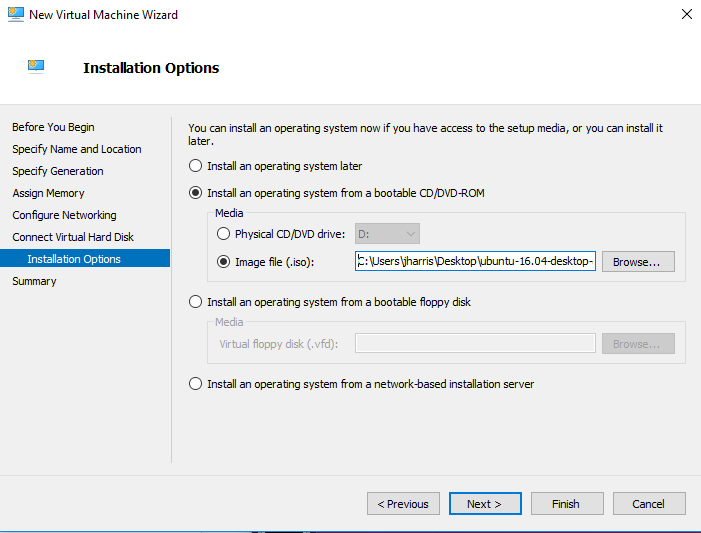 New Virtual Machine Wizard
Installation Options
Before You Begin
Specify Name and Location
Specify Generation
Assign Memory
Configure Networking
Connect Virtual Hard Disk
Installation Options
Summary
You can install an operating system now if you have access to the setup media, or you can install it
later.
Install an operating system later
Install an operating system from a bootable CD/DVD-ROM
Media
Physical CD/DVD drive: D:
Image file (.iso): C:\Users\jharris\Desktop\ubuntu-16.04-desktop- Browse...
Install an operating system from a bootable floppy disk
Media
Virtual floppy disk (.vfd): Browse...
Install an operating system from a network-based installation server
< Previous Next > Finish Cancel